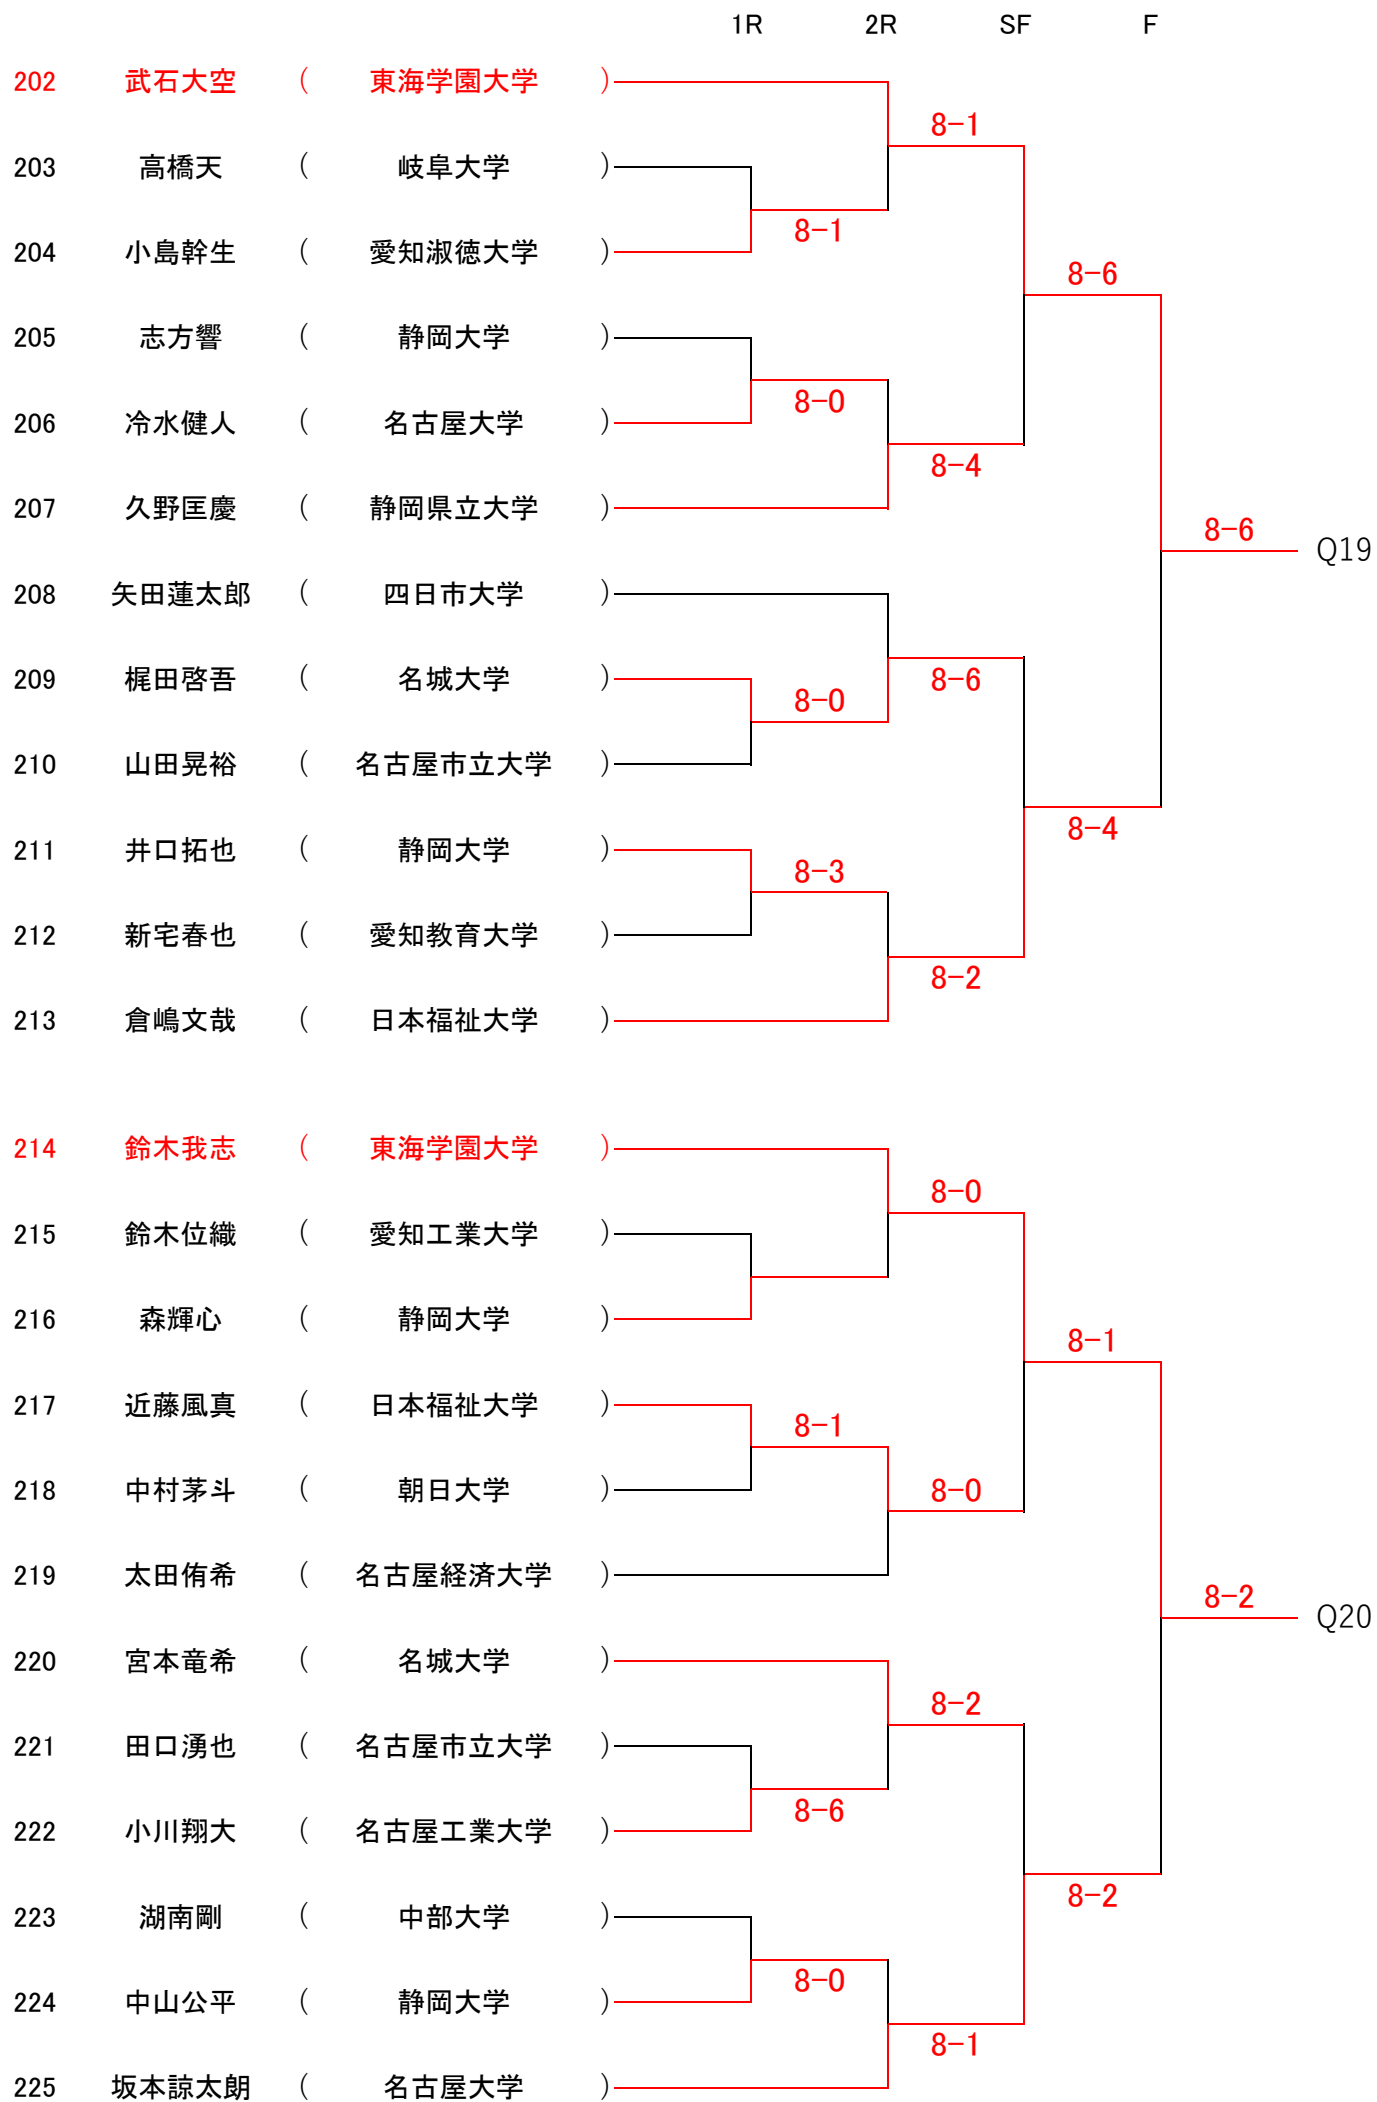 1R 2R SF F
202 武石大空 ( 東海学園大学 )
8-1
203 高橋天 ( 岐阜大学 )
8-1
204 小島幹生 ( 愛知淑徳大学 )
8-6
205 志方響 ( 静岡大学 )
8-0
206 冷水健人 ( 名古屋大学 )
8-4
207 久野匡慶 ( 静岡県立大学 )
8-6
Q19
208 矢田蓮太郎 ( 四日市大学 )
209 梶田啓吾 ( 名城大学 )
8-6
8-0
210 山田晃裕 ( 名古屋市立大学 )
8-4
211 井口拓也 ( 静岡大学 )
8-3
212 新宅春也 ( 愛知教育大学 )
8-2
213 倉嶋文哉 ( 日本福祉大学 )
214 鈴木我志 ( 東海学園大学 )
8-0
215 鈴木位織 ( 愛知工業大学 )
216 森輝心 ( 静岡大学 )
8-1
217 近藤風真 ( 日本福祉大学 )
8-1
218 中村茅斗 ( 朝日大学 )
8-0
219 太田侑希 ( 名古屋経済大学 )
8-2
Q20
220 宮本竜希 ( 名城大学 )
8-2
221 田口湧也 ( 名古屋市立大学 )
8-6
222 小川翔大 ( 名古屋工業大学 )
8-2
223 湖南剛 ( 中部大学 )
8-0
224 中山公平 ( 静岡大学 )
8-1
225 坂本諒太朗 ( 名古屋大学 )